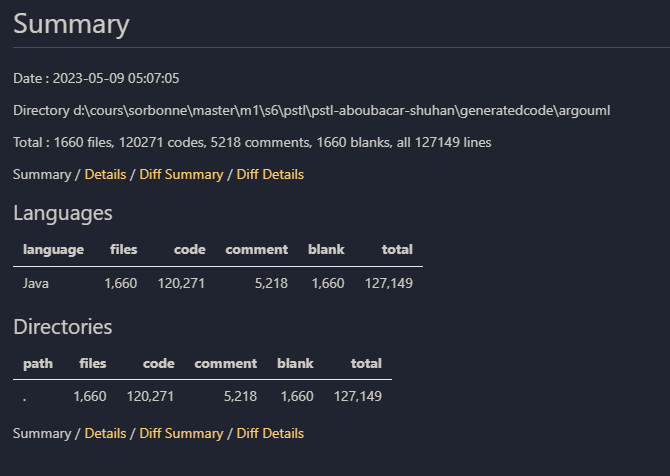 Summary
Date : 2023-05-09 05:07:05
Directory d:\cours\sorbonne\master\m1\s6\pstl\pstl-aboubacar-shuhan\generatedcode\argouml
Total : 1660 files, 120271 codes, 5218 comments, 1660 blanks, all 127149 lines
Summary / Details / Diff Summary / Diff Details
Languages
language files code comment blank total
Java 1,660 120,271 5,218 1,660 127,149
Directories
path files code comment blank total
. 1,660 120,271 5,218 1,660 127,149
Summary / Details / Diff Summary / Diff Details